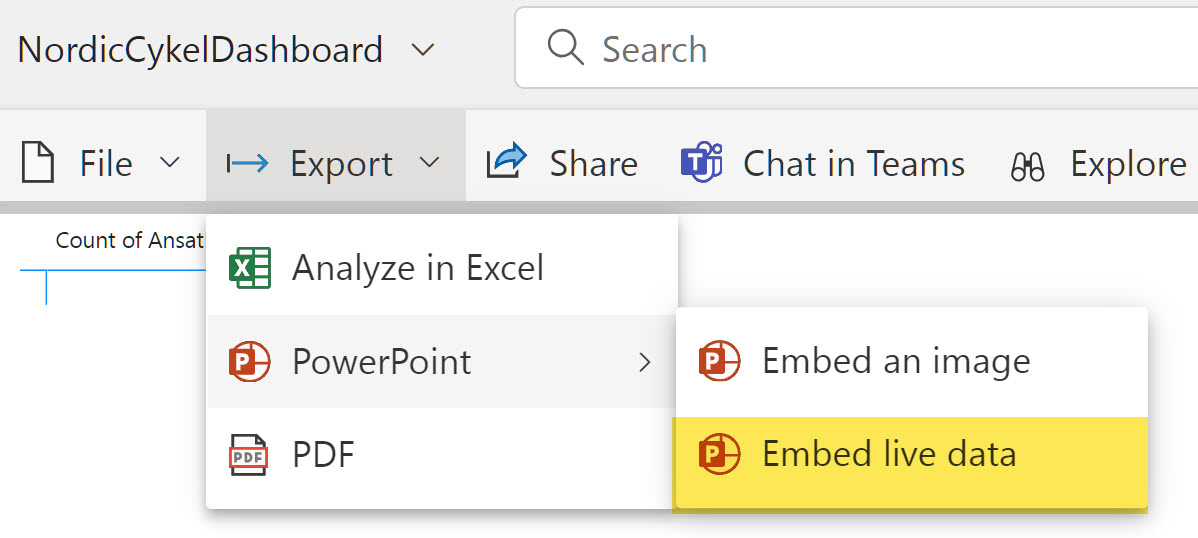 NordicCykelDashboard
Search
File
Export
Share
Chat in Teams
Explore
Count of Ansat
Analyze in Excel
PowerPoint
PDF
Embed an image
Embed live data